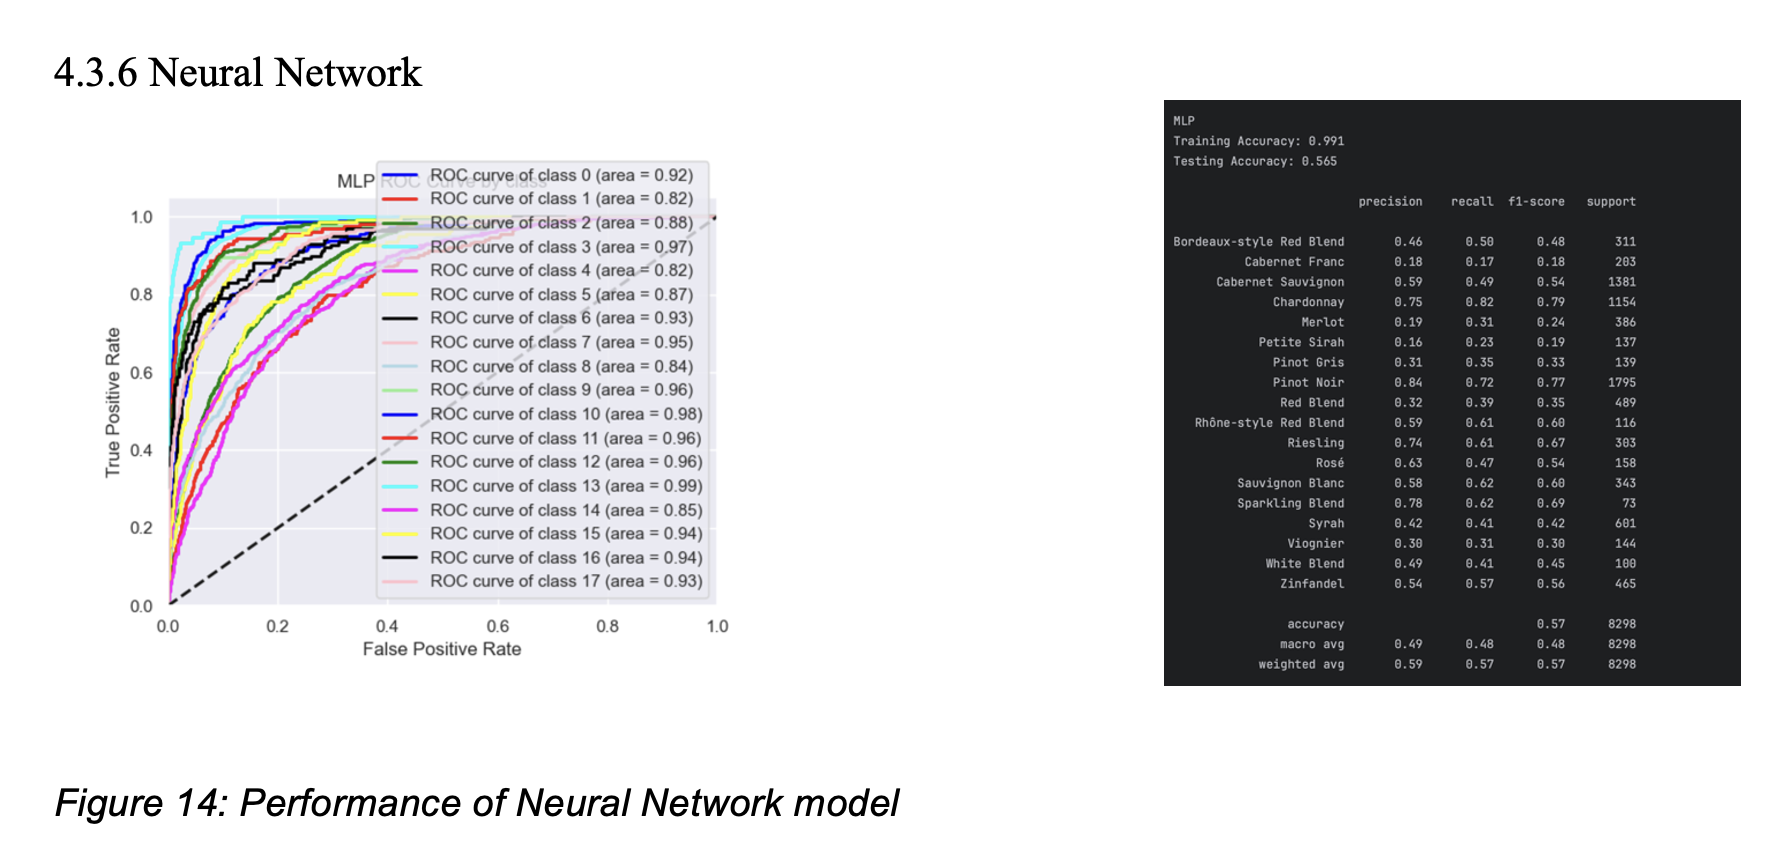 4.3.6 Neural Network
MLP ROC Curve by class
ROC curve of class 0 (area = 0.92)
ROC curve of class 1 (area = 0.82)
ROC curve of class 2 (area = 0.88)
ROC curve of class 3 (area = 0.97)
ROC curve of class 4 (area = 0.82)
ROC curve of class 5 (area = 0.87)
ROC curve of class 6 (area = 0.93)
ROC curve of class 7 (area = 0.95)
ROC curve of class 8 (area = 0.84)
ROC curve of class 9 (area = 0.96)
ROC curve of class 10 (area = 0.98)
ROC curve of class 11 (area = 0.96)
ROC curve of class 12 (area = 0.96)
ROC curve of class 13 (area = 0.99)
ROC curve of class 14 (area = 0.85)
ROC curve of class 15 (area = 0.94)
ROC curve of class 16 (area = 0.94)
ROC curve of class 17 (area = 0.93)
True Positive Rate
1.0
0.8
0.6
0.4
0.2
0.0
0.0 0.2 0.4 0.6 0.8 1.0
False Positive Rate
MLP
Training Accuracy: 0.991
Testing Accuracy: 0.565
precision recall f1-score support
Bordeaux-style Red Blend 0.46 0.50 0.48 311
Cabernet Franc 0.18 0.17 0.18 203
Cabernet Sauvignon 0.59 0.49 0.54 1381
Chardonnay 0.75 0.82 0.79 1154
Merlot 0.19 0.31 0.24 386
Petite Sirah 0.16 0.23 0.19 137
Pinot Gris 0.31 0.35 0.33 139
Pinot Noir 0.84 0.72 0.77 1795
Red Blend 0.32 0.39 0.35 489
Rhône-style Red Blend 0.59 0.61 0.60 116
Riesling 0.74 0.61 0.67 303
Rosé 0.63 0.47 0.54 158
Sauvignon Blanc 0.58 0.62 0.60 343
Sparkling Blend 0.78 0.62 0.69 73
Syrah 0.42 0.41 0.42 601
Viognier 0.30 0.31 0.30 144
White Blend 0.49 0.41 0.45 100
Zinfandel 0.54 0.57 0.56 465
accuracy 0.57 8298
macro avg 0.49 0.48 0.48 8298
weighted avg 0.59 0.57 0.57 8298
Figure 14: Performance of Neural Network model